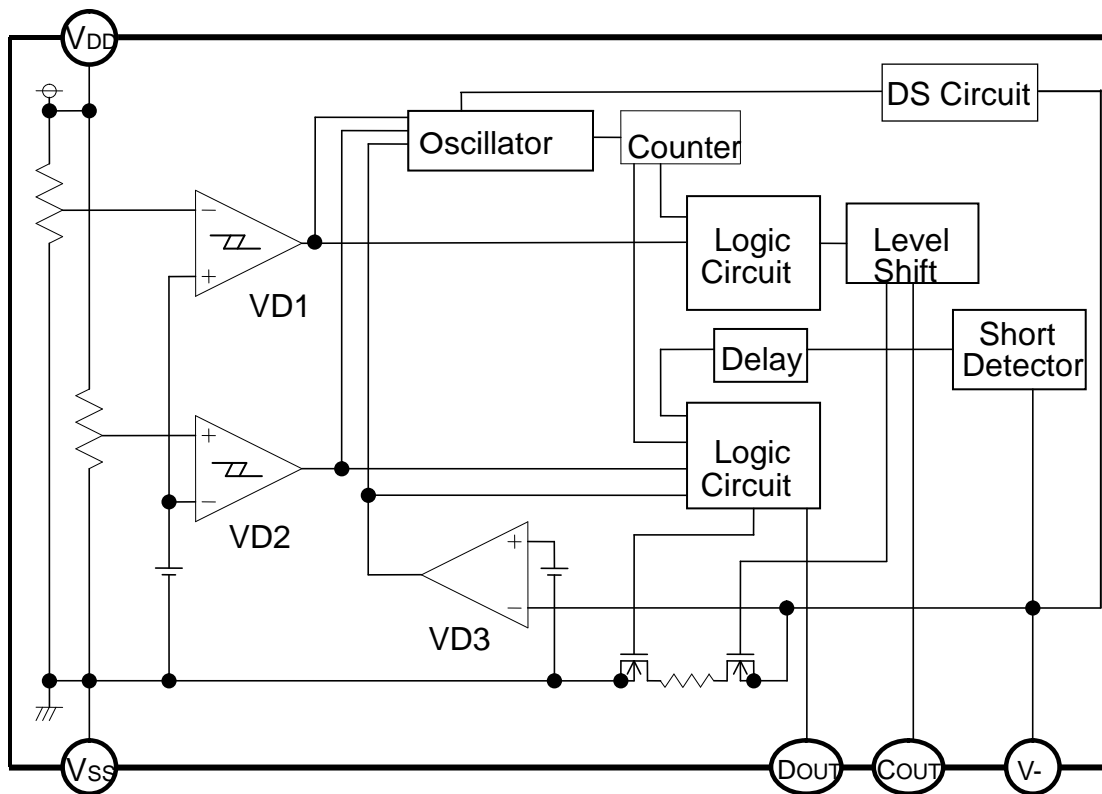 VDD
DS Circuit
Oscillator
Counter
−
+
VD1
Logic
Circuit
Level
Shift
Delay
Short
Detector
+
−
VD2
Logic
Circuit
+
−
VD3
VSS
DOUT
COUT
V-